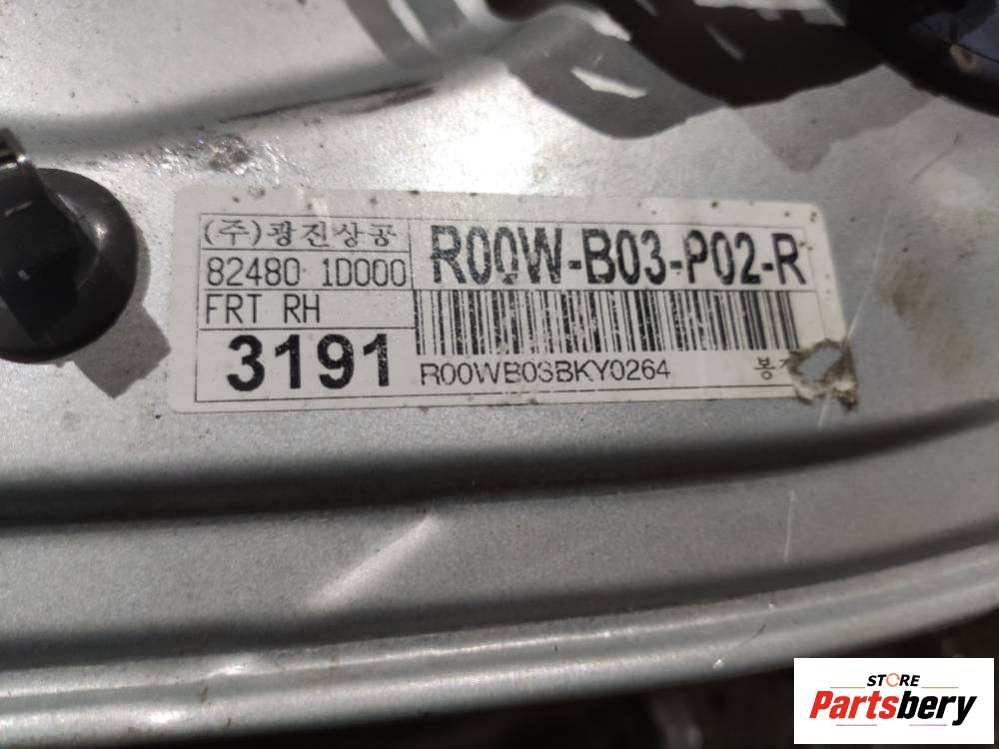 (주)광진상공
82480 1D000
FRT RH
3191
R00W-B03-P02-R
R00WB03BKY0264
STORE
Partsbery